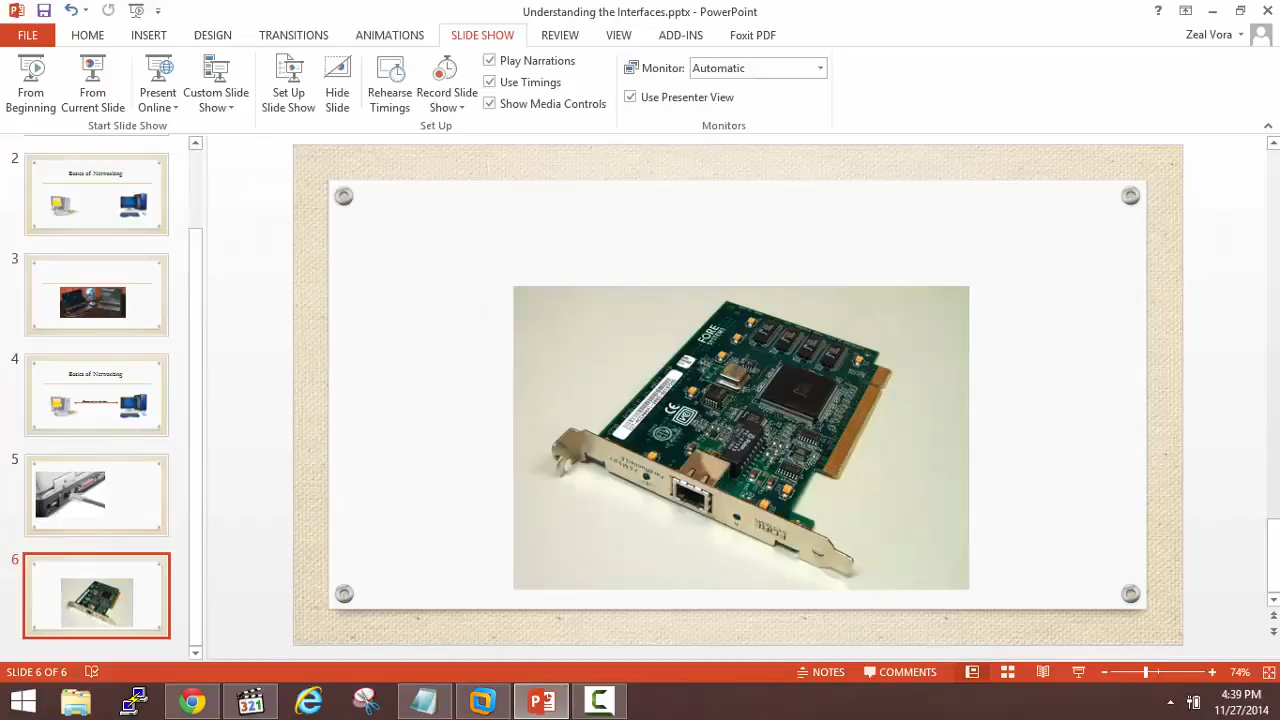 Understanding the Interfaces.pptx - PowerPoint
FILE HOME INSERT DESIGN TRANSITIONS ANIMATIONS SLIDE SHOW REVIEW VIEW ADD-INS Foxit PDF Zeal Vora
From Beginning
From Current Slide
Present Online
Custom Slide Show
Start Slide Show
Set Up Slide Show
Hide Slide
Rehearse Timings
Record Slide Show
Play Narrations
Use Timings
Show Media Controls
Set Up
Monitor: Automatic
Use Presenter View
Monitors
2
Basics of Networking
3
4
Basics of Networking
5
6
FORE
SYSTEMS
CE
SLIDE 6 OF 6 NOTES COMMENTS 74%
321
4:39 PM
11/27/2014